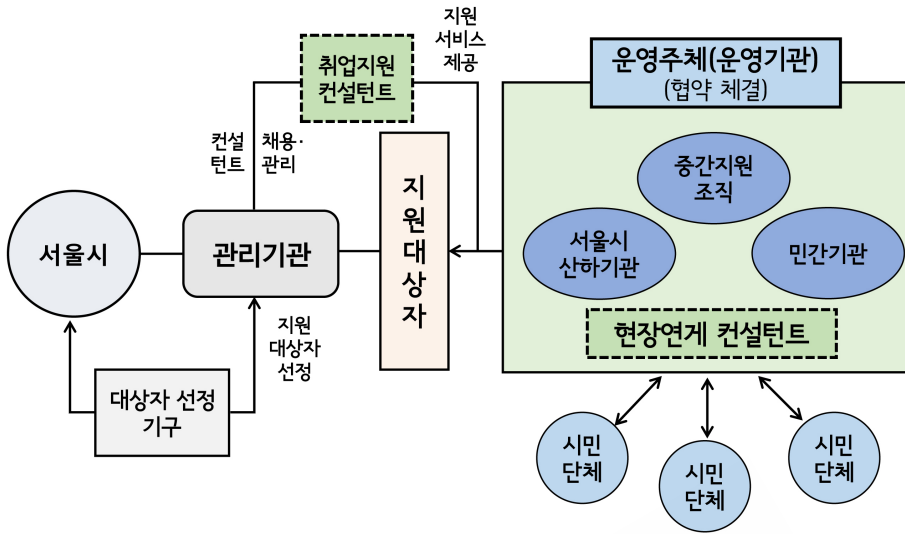 지원
서비스
제공
취업지원
컨설턴트
운영주체(운영기관)
(협약 체결)
컨설
턴트
채용·
관리
중간지원
조직
지
원
대
상
자
서울시
관리기관
서울시
산하기관
민간기관
현장연게 컨설턴트
지원
대상자
선정
대상자 선정
기구
시민
단체
시민
단체
시민
단체